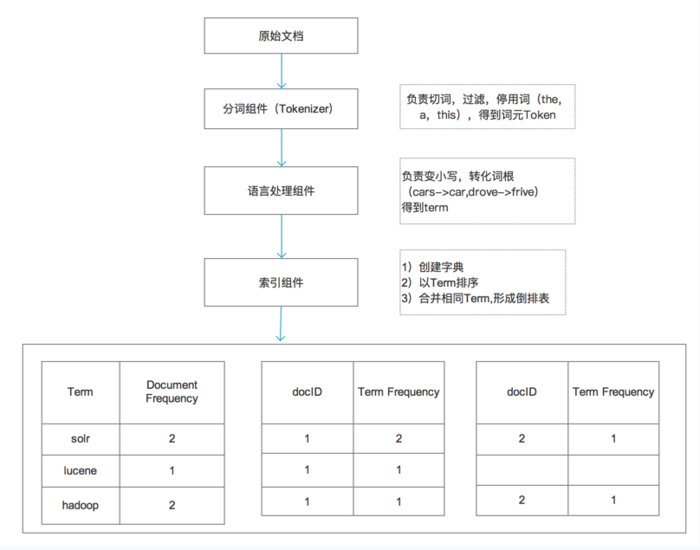 原始文档
分词组件（Tokenizer）
负责切词，过滤，停用词（the，
a，this），得到词元Token
语言处理组件
负责变小写，转化词根
（cars->car,drove->frive）
得到term
索引组件
1）创建字典
2）以Term排序
3）合并相同Term,形成倒排表
Term Document Frequency
solr 2
lucene 1
hadoop 2
docID Term Frequency
1 2
1 1
1 1
docID Term Frequency
2 1
2 1